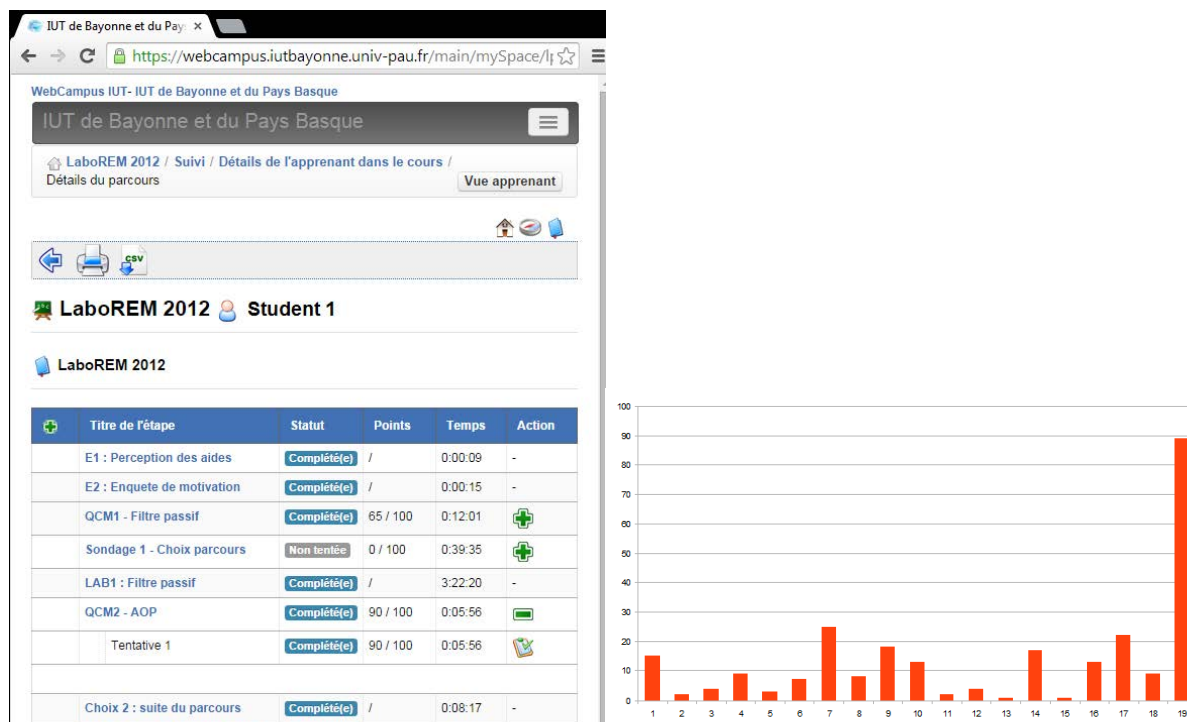 IUT de Bayonne et du Pay
https://webcampus.iutbayonne.univ-pau.fr/main/mySpace/l
WebCampus IUT- IUT de Bayonne et du Pays Basque
IUT de Bayonne et du Pays Basque
LaboREM 2012 / Suivi / Détails de l'apprenant dans le cours /
Détails du parcours
Vue apprenant
CSV
LaboREM 2012 Student 1
LaboREM 2012
Titre de l'étape Statut Points Temps Action
E1 : Perception des aides Complété(e) / 0:00:09 -
E2 : Enquete de motivation Complété(e) / 0:00:15 -
QCM1 - Filtre passif Complété(e) 65 / 100 0:12:01
Sondage 1 - Choix parcours Non tentée 0 / 100 0:39:35
LAB1 : Filtre passif Complété(e) / 3:22:20 -
QCM2 - AOP Complété(e) 90 / 100 0:05:56
Tentative 1 Complété(e) 90 / 100 0:05:56
Choix 2 : suite du parcours Complété(e) / 0:08:17 -
100
90
80
70
60
50
40
30
20
10
0
1 2 3 4 5 6 7 8 9 10 11 12 13 14 15 16 17 18 19